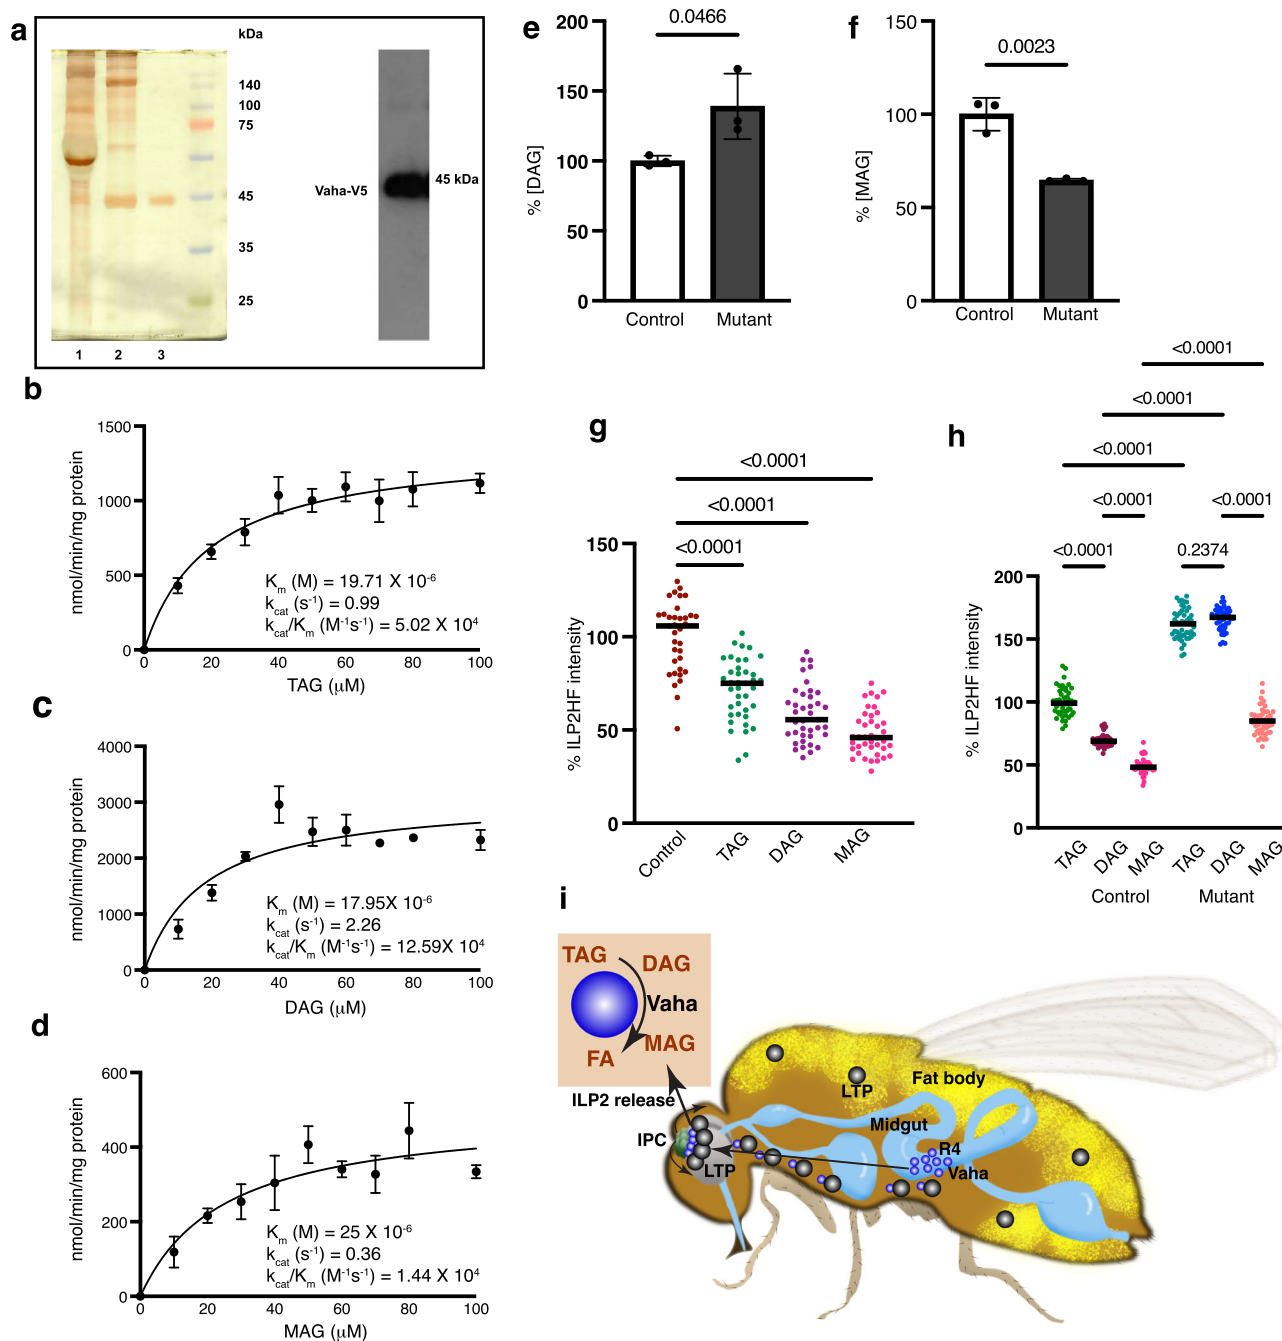 a
kDa
140
100
75
45
35
25
1 2 3
Vaha-V5
45 kDa
b
nmol/min/mg protein
1500
1000
500
0
Km (M) = 19.71 X 10-6
kcat (s-1) = 0.99
kcat/Km (M-1s-1) = 5.02 X 104
0 20 40 60 80 100
TAG (μM)
c
nmol/min/mg protein
4000
3000
2000
1000
0
Km (M) = 17.95X 10-6
kcat (s-1) = 2.26
kcat/Km (M-1s-1) = 12.59X 104
0 20 40 60 80 100
DAG (μM)
d
nmol/min/mg protein
600
400
200
0
Km (M) = 25 X 10-6
kcat (s-1) = 0.36
kcat/Km (M-1s-1) = 1.44 X 104
0 20 40 60 80 100
MAG (μM)
e
0.0466
% [DAG]
200
150
100
50
0
Control Mutant
f
0.0023
% [MAG]
150
100
50
0
Control Mutant
g
<0.0001
<0.0001
<0.0001
% ILP2HF intensity
150
100
50
0
Control TAG DAG MAG
h
<0.0001
<0.0001
<0.0001
<0.0001 <0.0001
<0.0001 0.2374
% ILP2HF intensity
200
150
100
50
0
TAG DAG MAG TAG DAG MAG
Control Mutant
i
TAG
DAG
Vaha
MAG
FA
ILP2 release
IPC
LTP
LTP
Fat body
Midgut
R4
Vaha